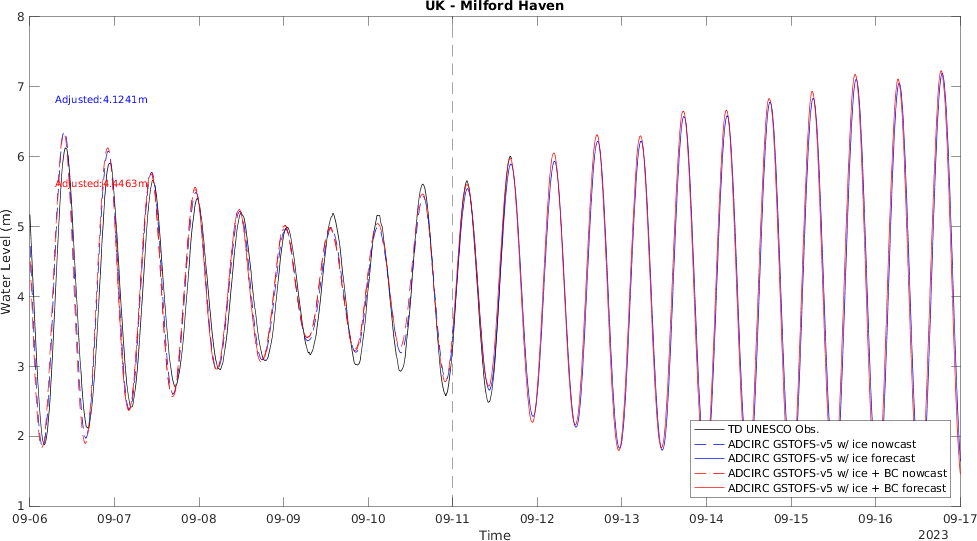 UK - Milford Haven
8
7
6
5
4
3
2
1
Water Level (m)
Adjusted:4.1241m
Adjusted:4.4463m
TD UNESCO Obs.
ADCIRC GSTOFS-v5 w/ ice nowcast
ADCIRC GSTOFS-v5 w/ ice forecast
ADCIRC GSTOFS-v5 w/ ice + BC nowcast
ADCIRC GSTOFS-v5 w/ ice + BC forecast
09-06 09-07 09-08 09-09 09-10 09-11 09-12 09-13 09-14 09-15 09-16 09-17
Time
2023